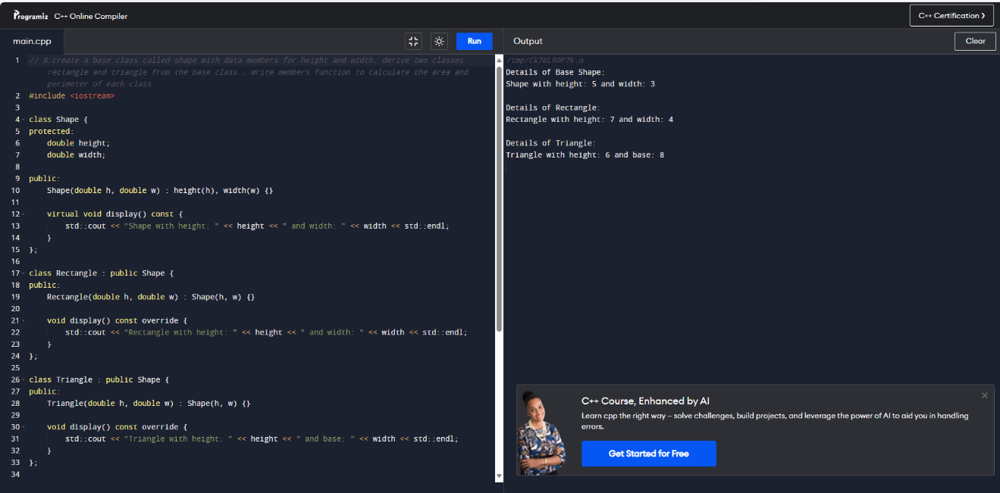 Programiz C++ Online Compiler
C++ Certification ›
main.cpp
Run
Output
Clear
1 // 8.create a base class called shape with data members for height and width. derive two classes
rectangle and triangle from the base class . write members function to calculate the area and
perimeter of each class
2 #include <iostream>
3
4 class Shape {
5 protected:
6 double height;
7 double width;
8
9 public:
10 Shape(double h, double w) : height(h), width(w) {}
11
12 virtual void display() const {
13 std::cout << "Shape with height: " << height << " and width: " << width << std::endl;
14 }
15 };
16
17 class Rectangle : public Shape {
18 public:
19 Rectangle(double h, double w) : Shape(h, w) {}
20
21 void display() const override {
22 std::cout << "Rectangle with height: " << height << " and width: " << width << std::endl;
23 }
24 };
25
26 class Triangle : public Shape {
27 public:
28 Triangle(double h, double w) : Shape(h, w) {}
29
30 void display() const override {
31 std::cout << "Triangle with height: " << height << " and base: " << width << std::endl;
32 }
33 };
34
/tmp/Ck76L90P7k.o
Details of Base Shape:
Shape with height: 5 and width: 3
Details of Rectangle:
Rectangle with height: 7 and width: 4
Details of Triangle:
Triangle with height: 6 and base: 8
C++ Course, Enhanced by AI
Learn cpp the right way – solve challenges, build projects, and leverage the power of AI to aid you in handling
errors.
Get Started for Free